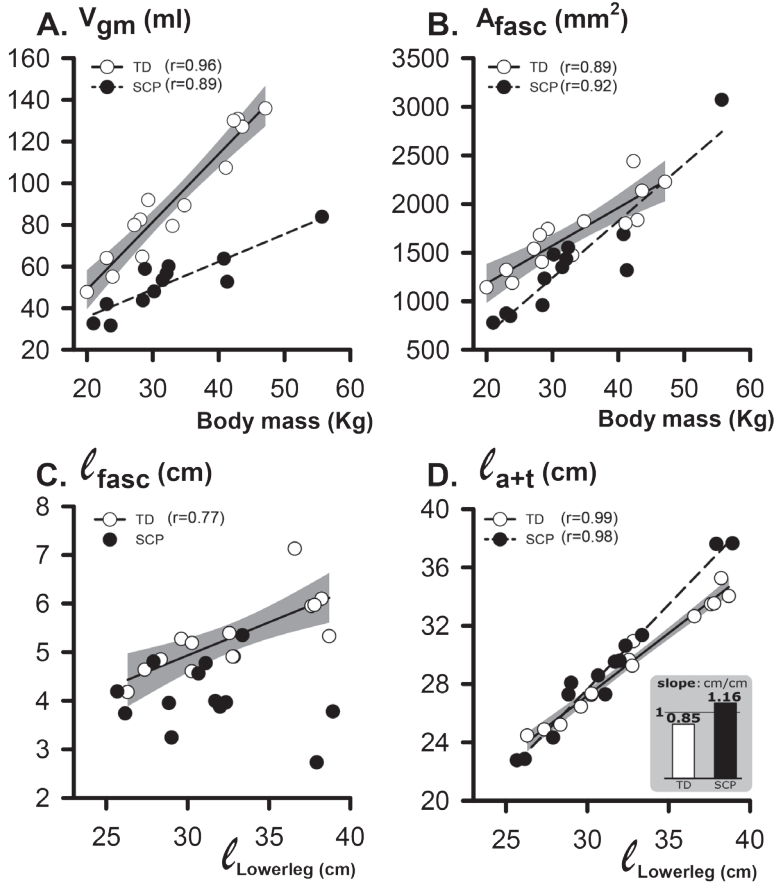 A. Vgm (ml)
TD (r=0.96)
SCP (r=0.89)
160
140
120
100
80
60
40
20
20 30 40 50 60
Body mass (Kg)
B. Afasc (mm²)
TD (r=0.89)
SCP (r=0.92)
3500
3000
2500
2000
1500
1000
500
20 30 40 50 60
Body mass (Kg)
C. ℓfasc (cm)
TD (r=0.77)
SCP
8
7
6
5
4
3
2
25 30 35 40
ℓLowerleg (cm)
D. ℓa+t (cm)
TD (r=0.99)
SCP (r=0.98)
40
36
32
28
24
20
25 30 35 40
ℓLowerleg (cm)
slope: cm/cm
1.16
1 0.85
TD SCP